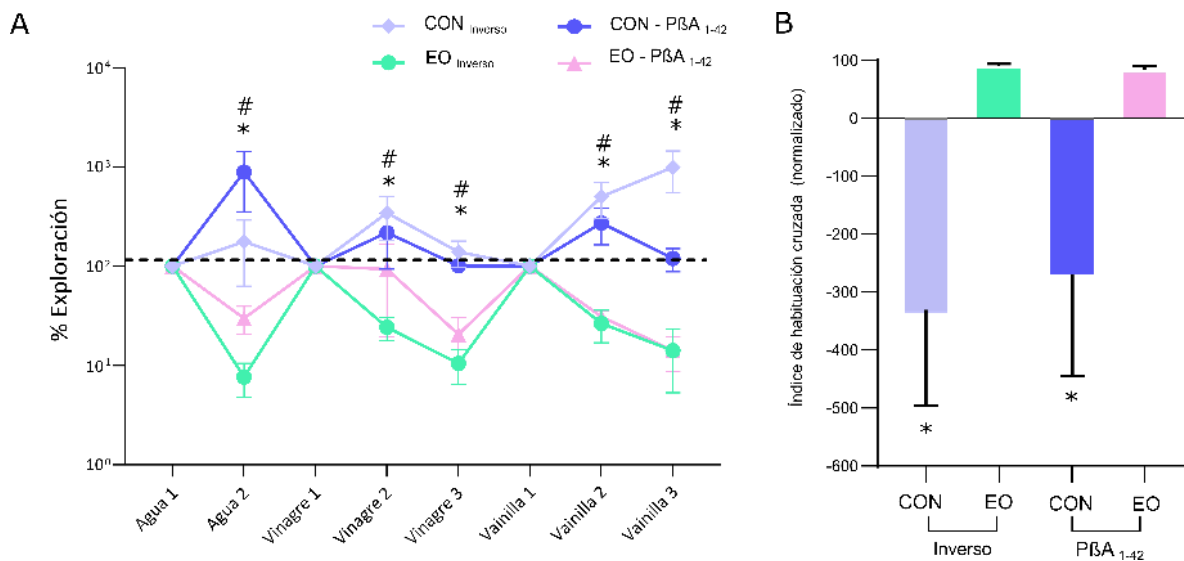 A
CON Inverso
CON - PßA 1-42
EO Inverso
EO - PßA 1-42
% Exploración
10⁴
10³
10²
10¹
10⁰
#
*
#
*
#
*
#
*
#
*
Agua 1
Agua 2
Vinagre 1
Vinagre 2
Vinagre 3
Vainilla 1
Vainilla 2
Vainilla 3
B
Índice de habituación cruzada (normalizado)
100
0
-100
-200
-300
-400
-500
-600
*
*
CON
EO
CON
EO
Inverso
PßA 1-42